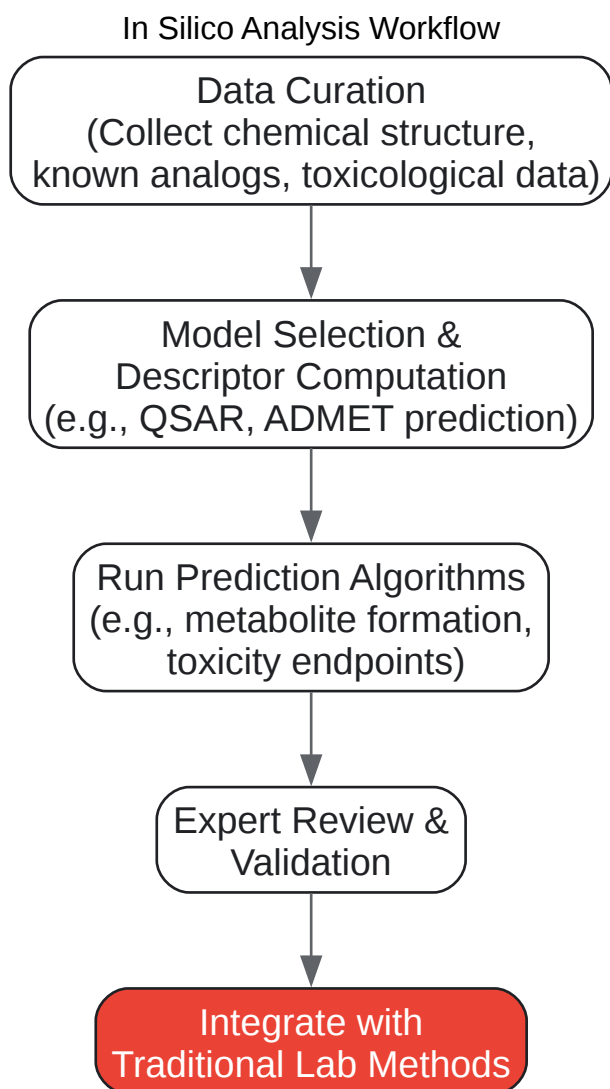 In Silico Analysis Workflow
Data Curation
(Collect chemical structure,
known analogs, toxicological data)
Model Selection &
Descriptor Computation
(e.g., QSAR, ADMET prediction)
Run Prediction Algorithms
(e.g., metabolite formation,
toxicity endpoints)
Expert Review &
Validation
Integrate with
Traditional Lab Methods